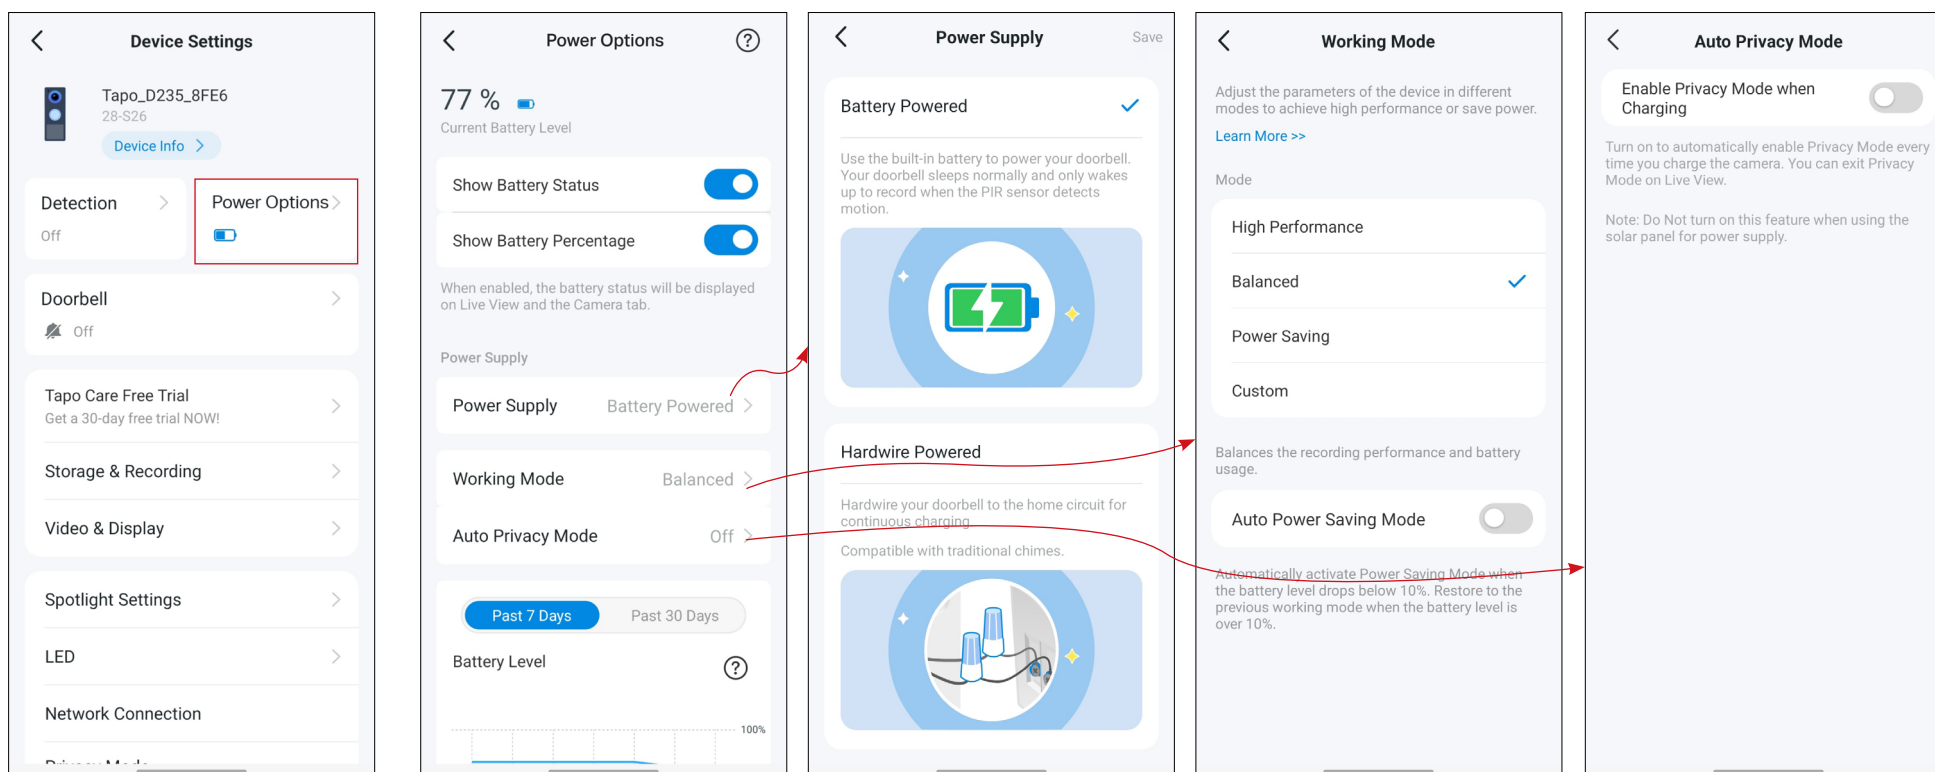 Device Settings
Tapo_D235_8FE6
28-S26
Device Info
Detection
Off
Power Options
Doorbell
Off
Tapo Care Free Trial
Get a 30-day free trial NOW!
Storage & Recording
Video & Display
Spotlight Settings
LED
Network Connection
Privacy Mode
Power Options
77 %
Current Battery Level
Show Battery Status
Show Battery Percentage
When enabled, the battery status will be displayed
on Live View and the Camera tab.
Power Supply
Power Supply Battery Powered
Working Mode Balanced
Auto Privacy Mode Off
Past 7 Days Past 30 Days
Battery Level
100%
Power Supply Save
Battery Powered
Use the built-in battery to power your doorbell.
Your doorbell sleeps normally and only wakes
up to record when the PIR sensor detects
motion.
Hardwire Powered
Hardwire your doorbell to the home circuit for
continuous charging
Compatible with traditional chimes.
Working Mode
Adjust the parameters of the device in different
modes to achieve high performance or save power.
Learn More >>
Mode
High Performance
Balanced
Power Saving
Custom
Balances the recording performance and battery
usage.
Auto Power Saving Mode
Automatically activate Power Saving Mode when
the battery level drops below 10%. Restore to the
previous working mode when the battery level is
over 10%.
Auto Privacy Mode
Enable Privacy Mode when
Charging
Turn on to automatically enable Privacy Mode every
time you charge the camera. You can exit Privacy
Mode on Live View.
Note: Do Not turn on this feature when using the
solar panel for power supply.